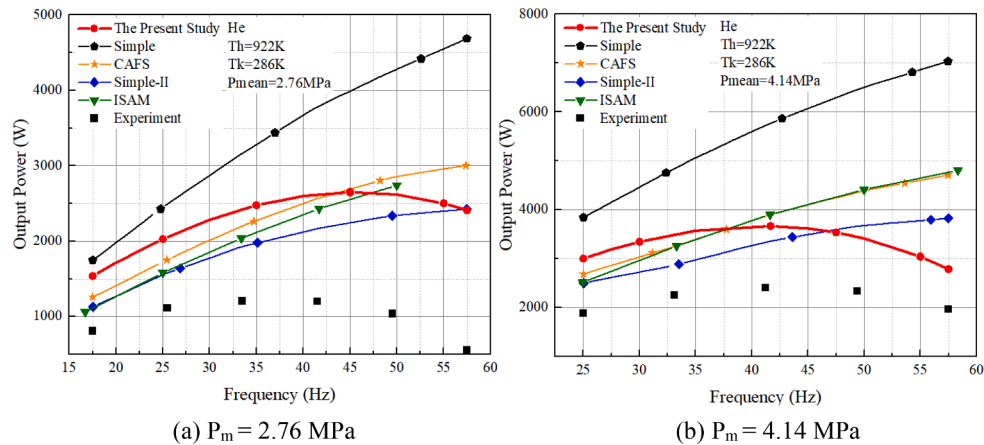 5000
4000
3000
2000
1000
Output Power (W)
The Present Study
Simple
CAFS
Simple-II
ISAM
Experiment
He
Th=922K
Tk=286K
Pmean=2.76MPa
15 20 25 30 35 40 45 50 55 60
Frequency (Hz)
(a) Pm = 2.76 MPa
8000
6000
4000
2000
Output Power (W)
The Present Study
Simple
CAFS
Simple-II
ISAM
Experiment
He
Th=922K
Tk=286K
Pmean=4.14MPa
25 30 35 40 45 50 55 60
Frequency (Hz)
(b) Pm = 4.14 MPa